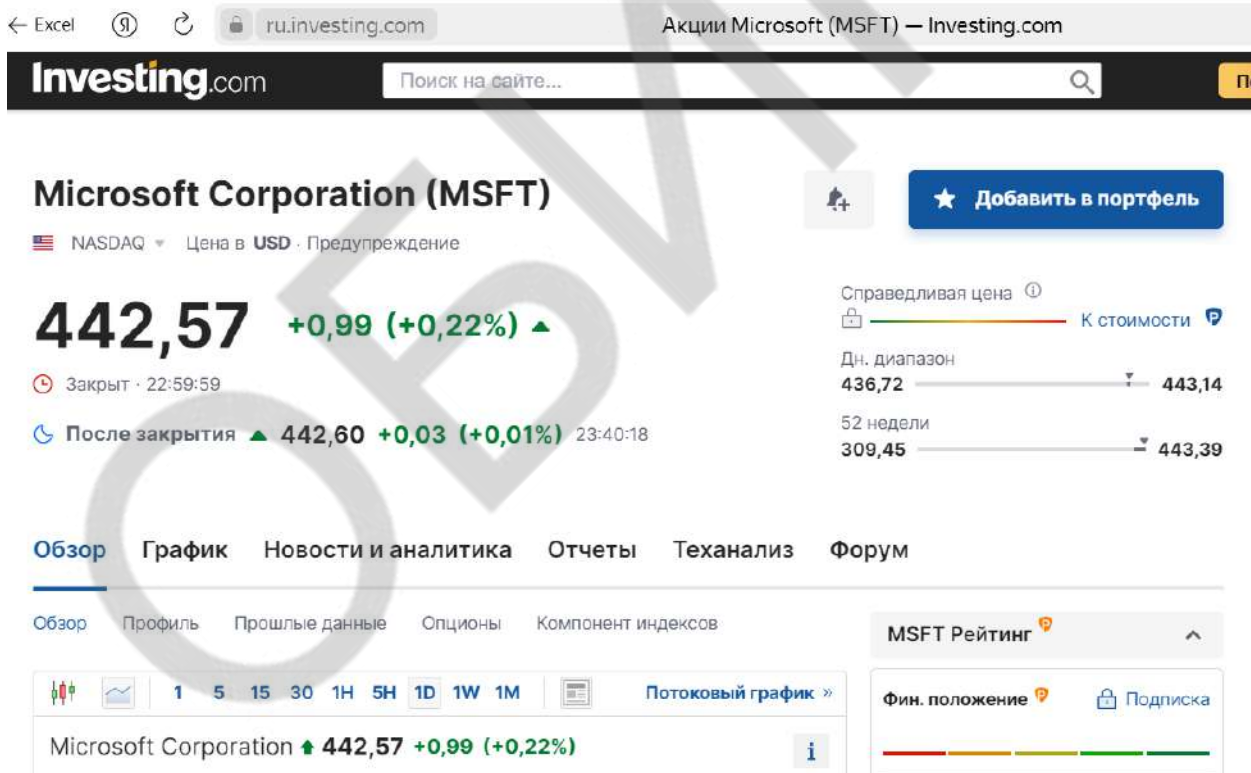 ← Excel Ⓨ ru.investing.com Акции Microsoft (MSFT) — Investing.com
Investing.com Поиск на сайте...
Microsoft Corporation (MSFT)
★ Добавить в портфель
NASDAQ Цена в USD · Предупреждение
442,57 +0,99 (+0,22%)
Закрыт · 22:59:59
После закрытия 442,60 +0,03 (+0,01%) 23:40:18
Справедливая цена
К стоимости
Дн. диапазон
436,72 443,14
52 недели
309,45 443,39
Обзор График Новости и аналитика Отчеты Теханализ Форум
Обзор Профиль Прошлые данные Опционы Компонент индексов
1 5 15 30 1H 5H 1D 1W 1M Потоковый график »
Microsoft Corporation 442,57 +0,99 (+0,22%) i
MSFT Рейтинг
Фин. положение Подписка